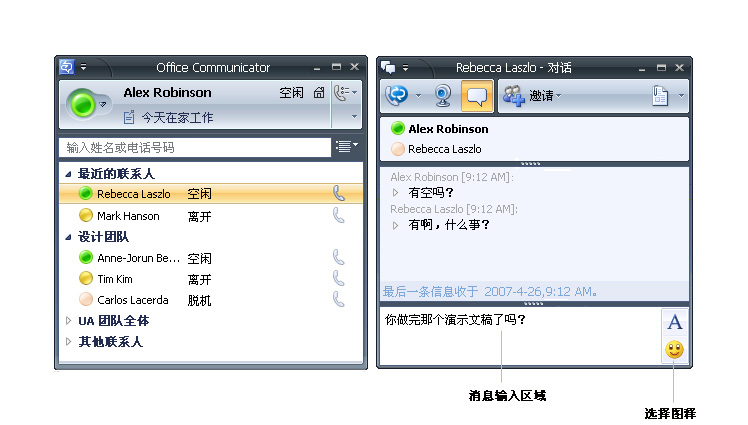 Office Communicator
Alex Robinson 空闲
今天在家工作
输入姓名或电话号码
最近的联系人
Rebecca Laszlo 空闲
Mark Hanson 离开
设计团队
Anne-Jorun Be... 空闲
Tim Kim 离开
Carlos Lacerda 脱机
UA 团队全体
其他联系人
Rebecca Laszlo - 对话
邀请
Alex Robinson
Rebecca Laszlo
Alex Robinson [9:12 AM]:
有空吗？
Rebecca Laszlo [9:12 AM]:
有啊，什么事？
最后一条信息收于 2007-4-26,9:12 AM。
你做完那个演示文稿了吗？
A
消息输入区域
选择图释